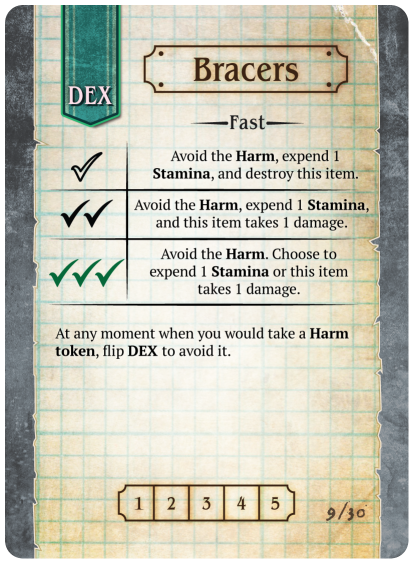 DEX
Bracers
Fast
✓ Avoid the Harm, expend 1
Stamina, and destroy this item.
✓✓ Avoid the Harm, expend 1 Stamina,
and this item takes 1 damage.
✓✓✓ Avoid the Harm. Choose to
expend 1 Stamina or this item
takes 1 damage.
At any moment when you would take a Harm
token, flip DEX to avoid it.
1 2 3 4 5
9/30